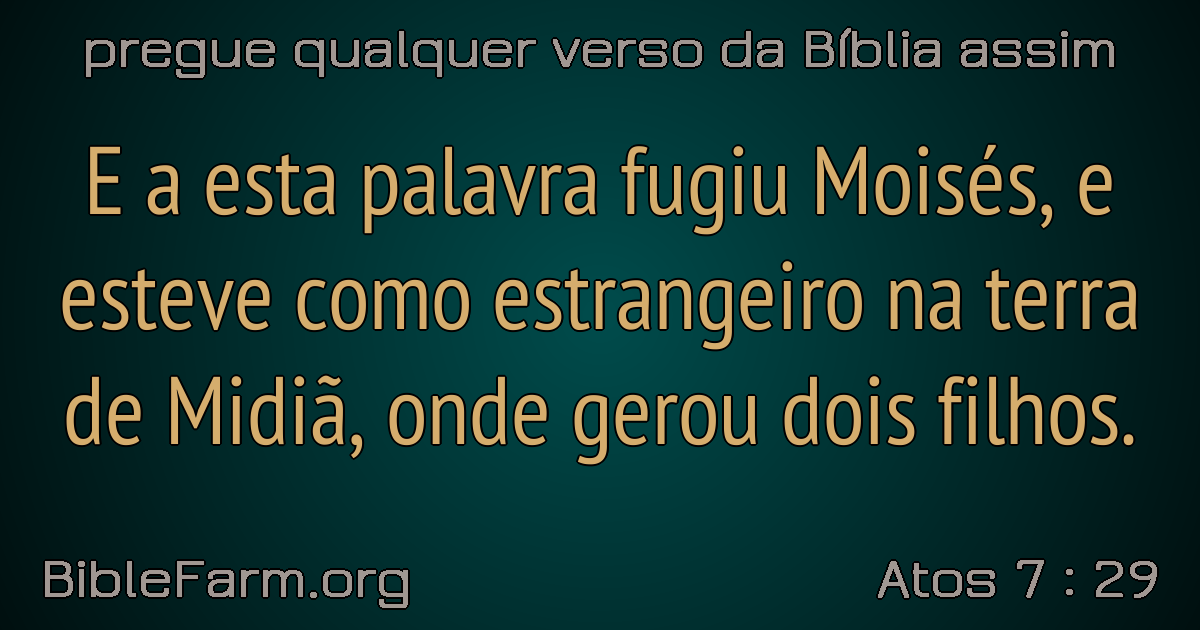 pregue qualquer verso da Bíblia assim
E a esta palavra fugiu Moisés, e
esteve como estrangeiro na terra
de Midiã, onde gerou dois filhos.
BibleFarm.org
Atos 7 : 29